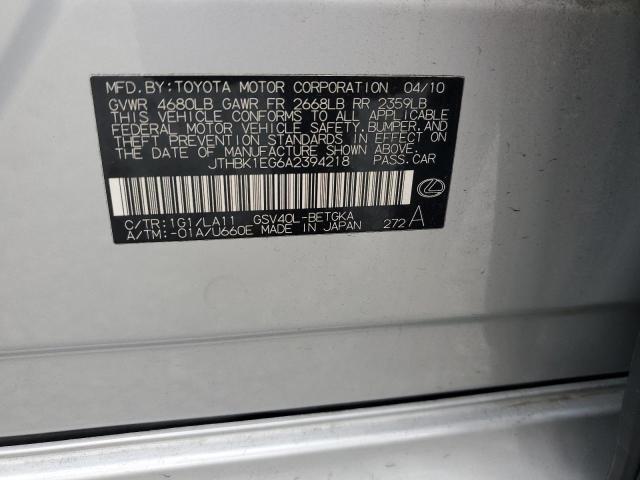 MFD.BY:TOYOTA MOTOR CORPORATION 04/10
GVWR 4680LB GAWR FR 2668LB RR 2359LB
THIS VEHICLE CONFORMS TO ALL APPLICABLE
FEDERAL MOTOR VEHICLE SAFETY,BUMPER,AND
THEFT PREVENTION STANDARDS IN EFFECT ON
THE DATE OF MANUFACTURE SHOWN ABOVE.
JTHBK1EG6A2394218 PASS.CAR
C/TR:1G1/LA11 GSV40L-BETGKA
A/TM:-01A/U660E MADE IN JAPAN 272A